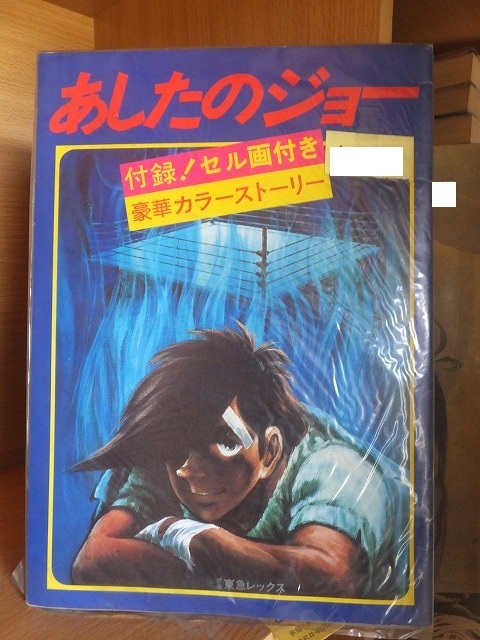 あしたのジョー
付録!セル画付き
豪華カラーストーリー
東急レックス